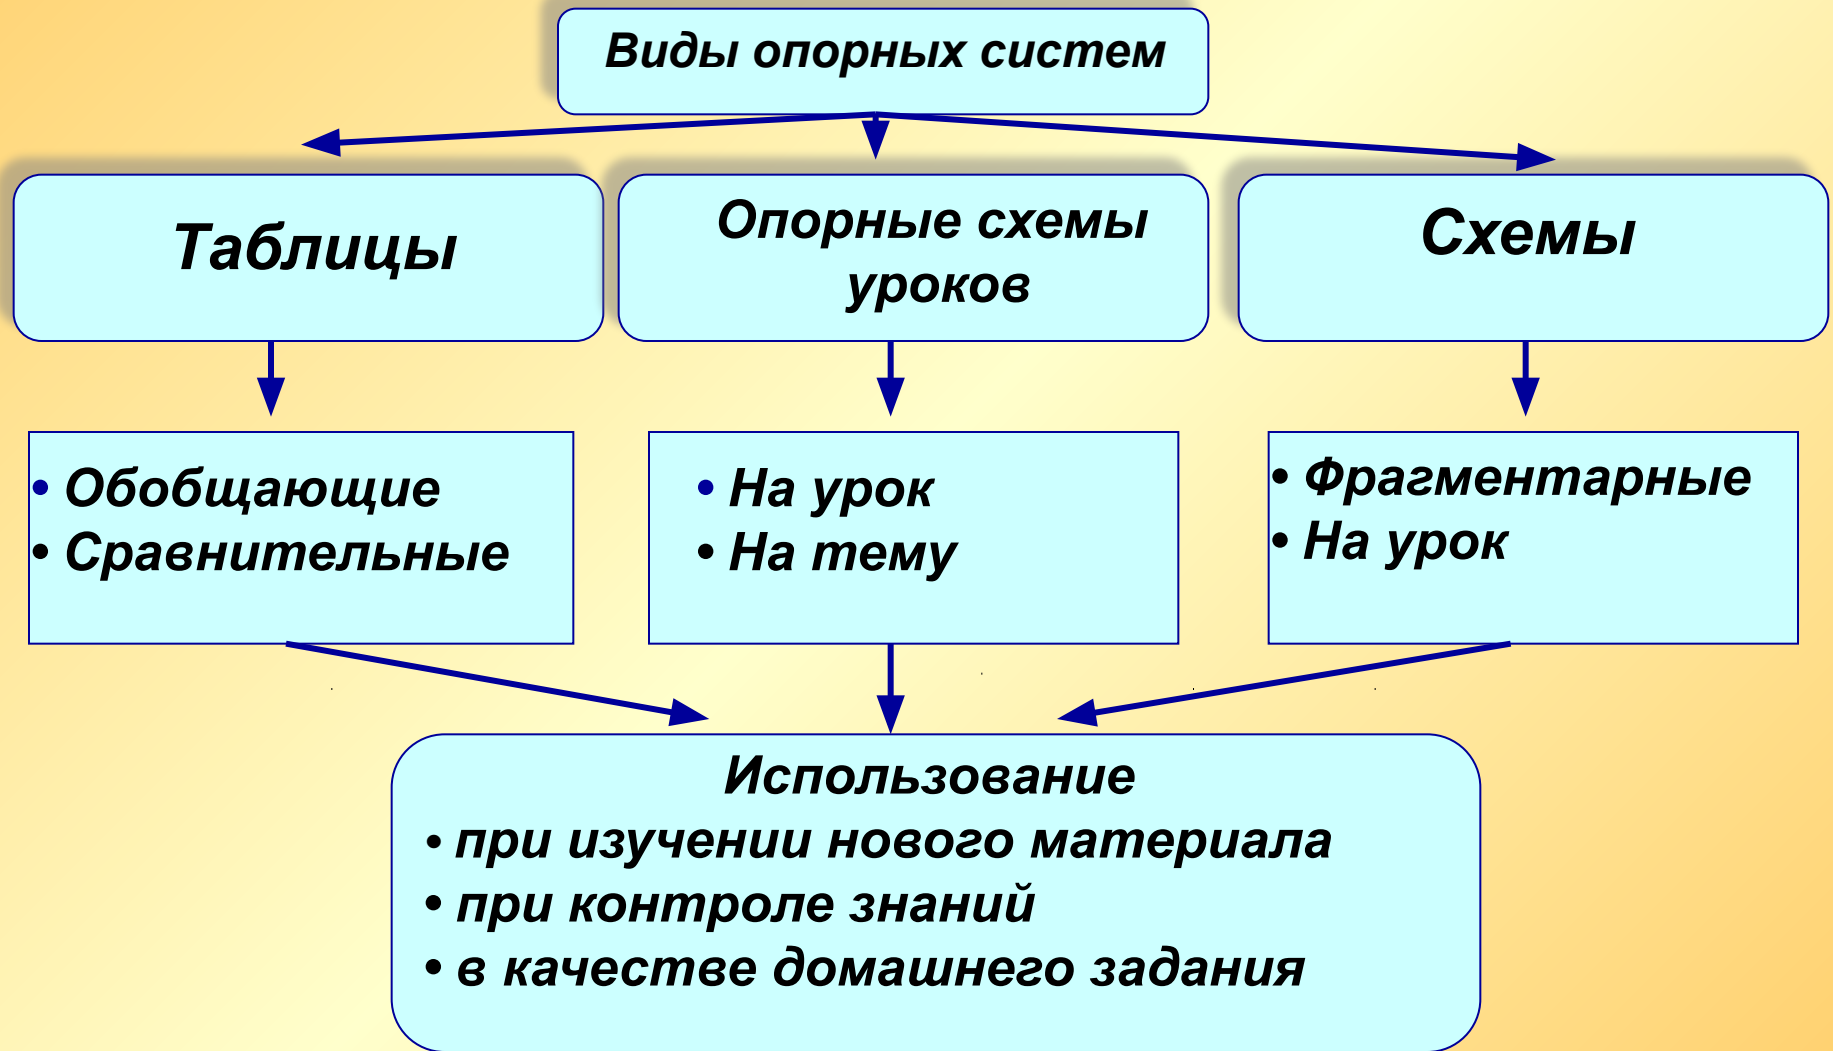 Виды опорных систем
Таблицы
Опорные схемы
уроков
Схемы
• Обобщающие
• Сравнительные
• На урок
• На тему
• Фрагментарные
• На урок
Использование
• при изучении нового материала
• при контроле знаний
• в качестве домашнего задания